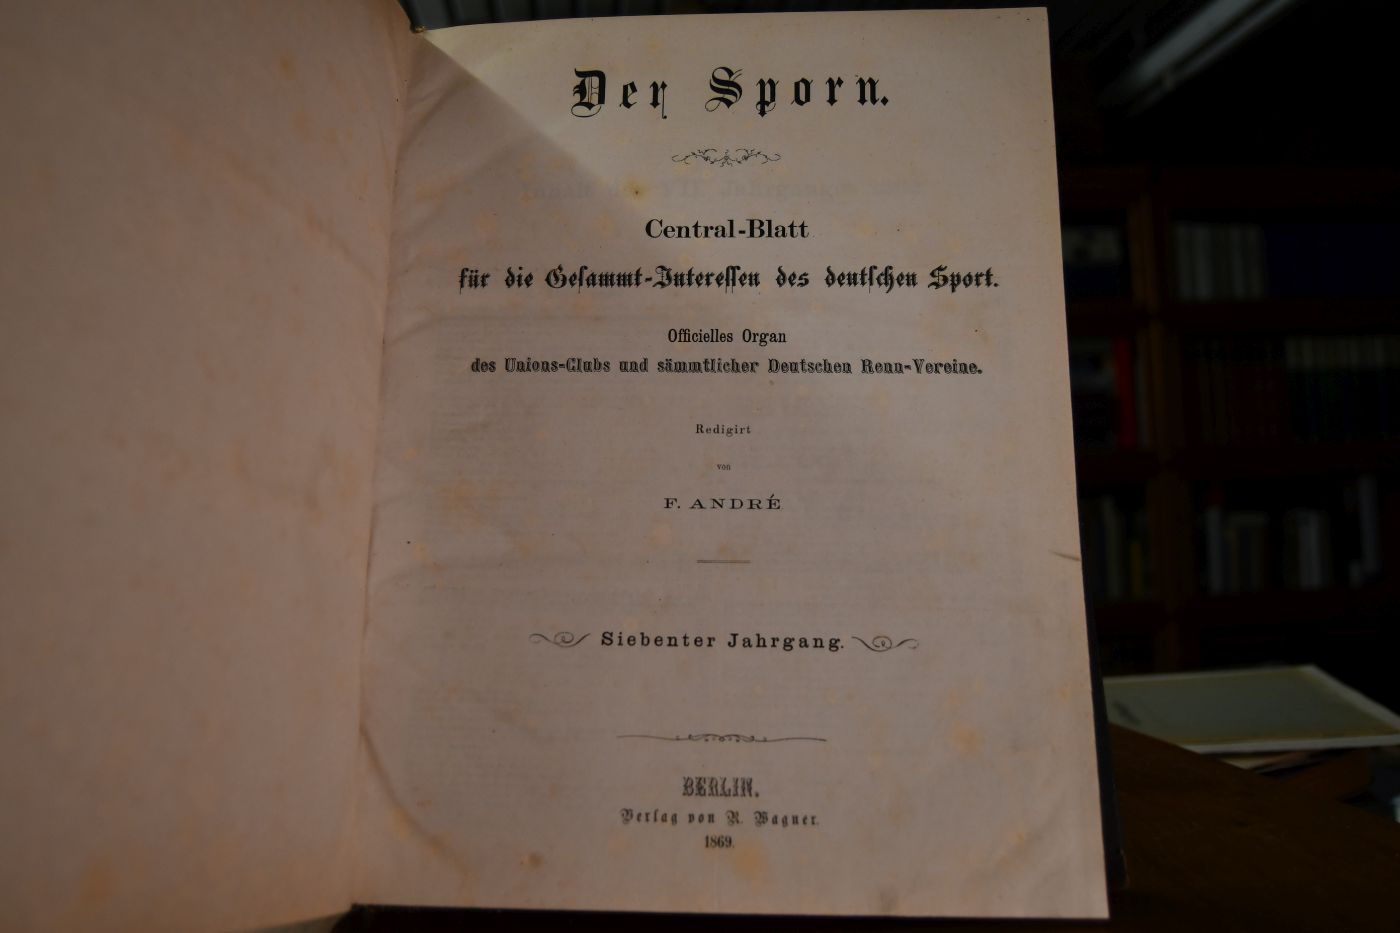 Der Sporn.
Central-Blatt
für die Gesammt-Interessen des deutschen Sport.
Officielles Organ
des Unions-Clubs und sämmtlicher Deutschen Renn-Vereine.
Redigirt
von
F. ANDRÉ
Siebenter Jahrgang.
BERLIN.
Verlag von R. Wagner.
1869.